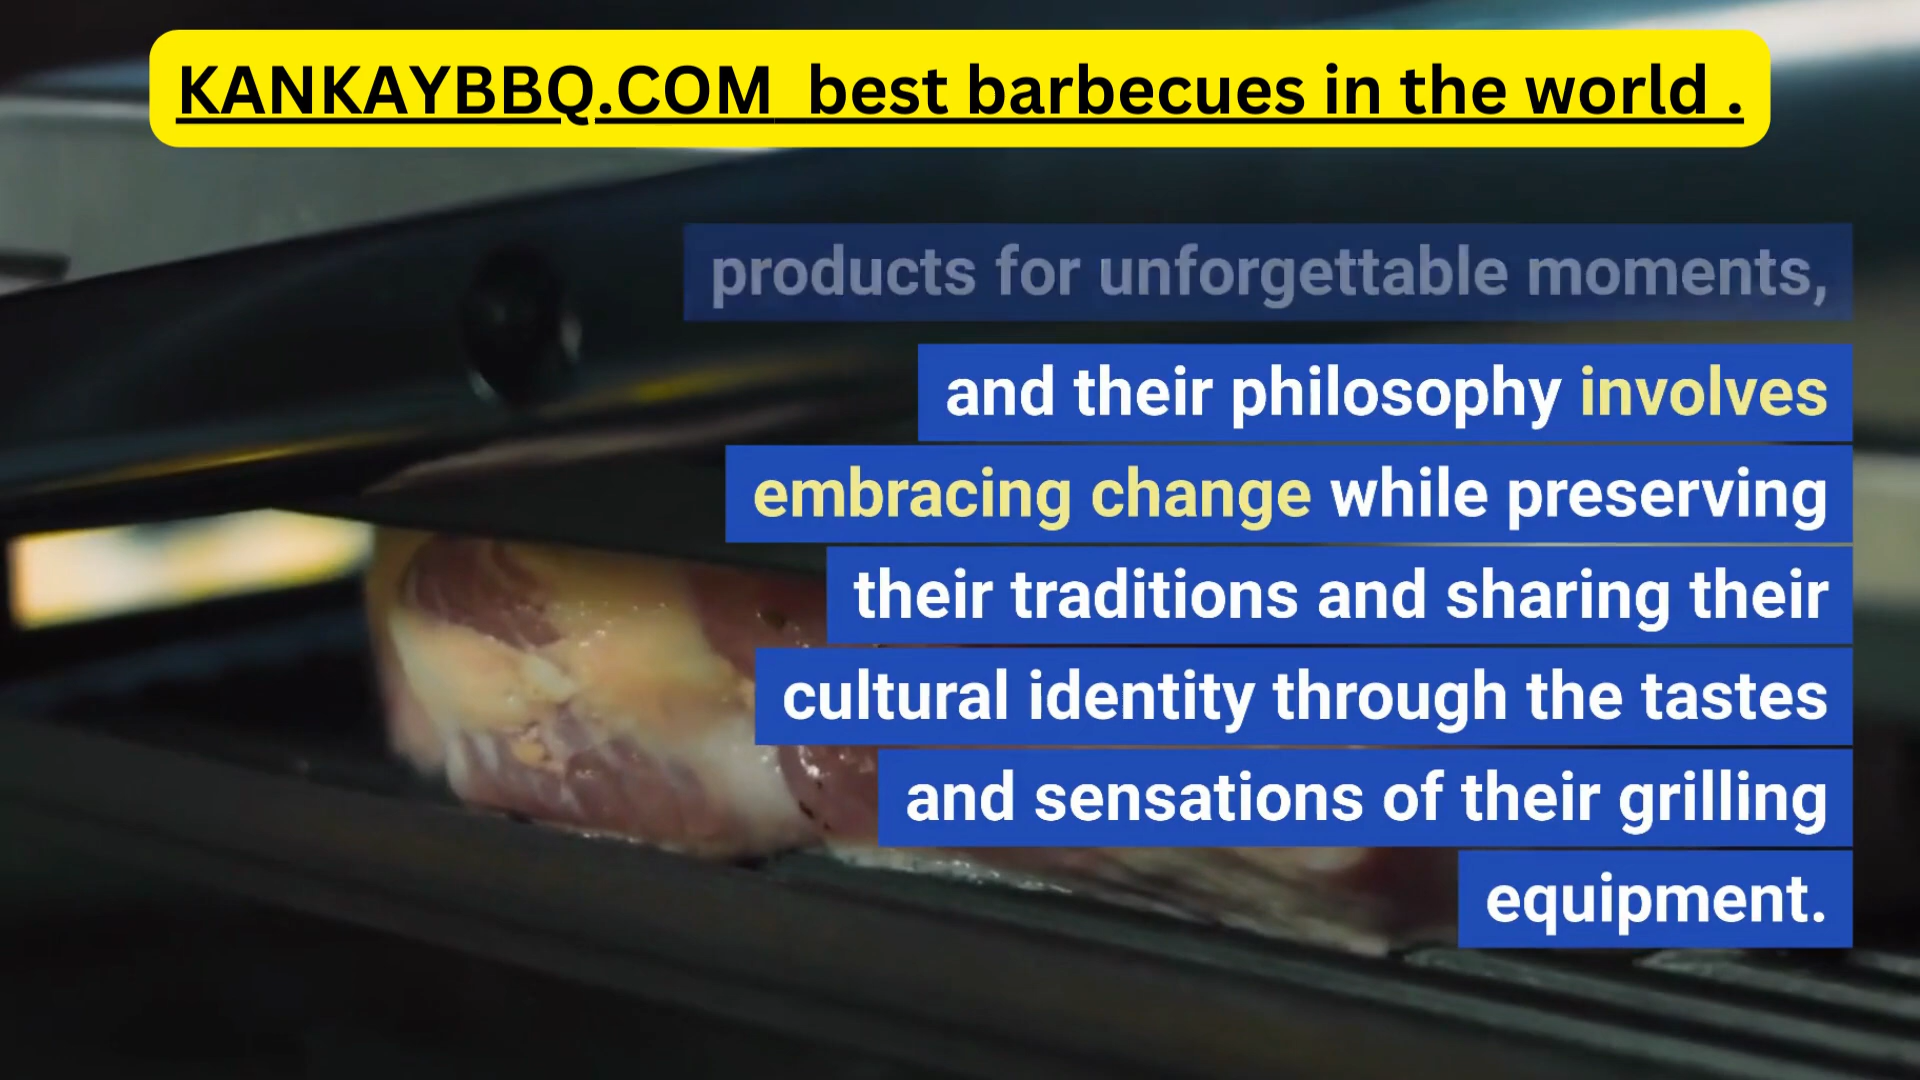 KANKAYBBQ.COM  best barbecues in the world .
products for unforgettable moments,
and their philosophy involves
embracing change while preserving
their traditions and sharing their
cultural identity through the tastes
and sensations of their grilling
equipment.